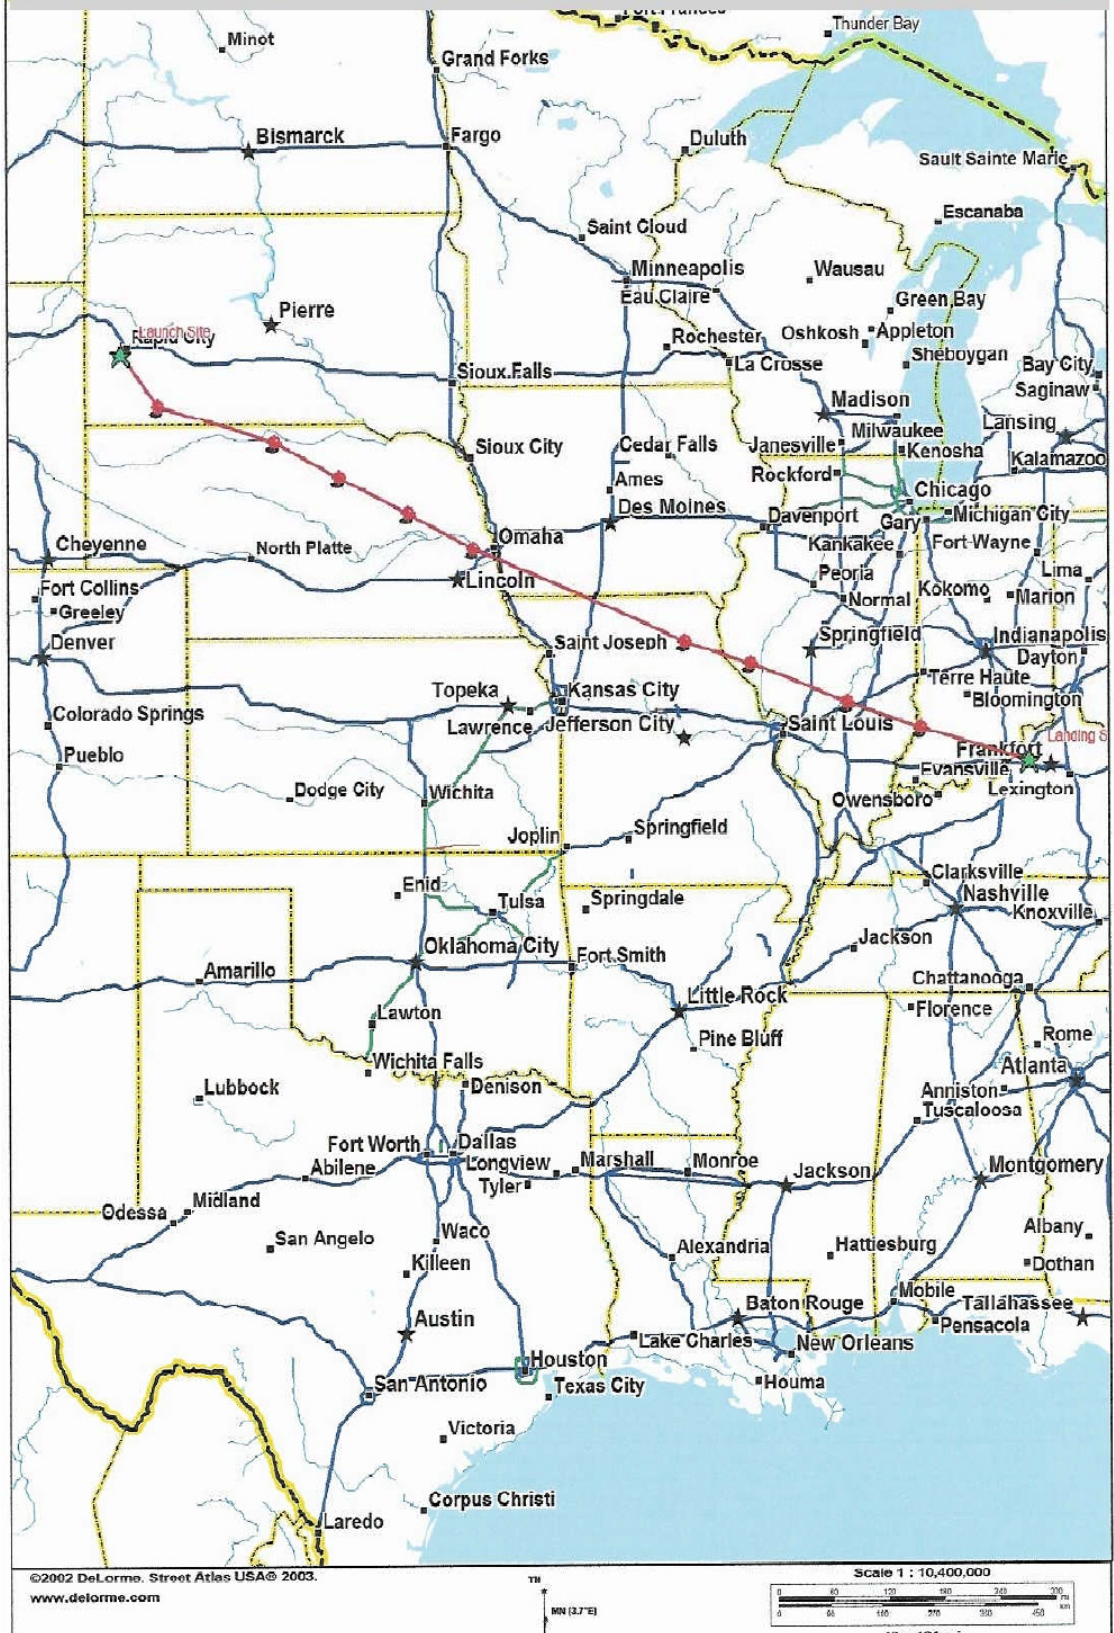 Thunder Bay
Minot
Grand Forks
Bismarck
Fargo
Duluth
Sault Sainte Marie
Escanaba
Saint Cloud
Minneapolis
Wausau
Eau Claire
Green Bay
Pierre
Launch Site
Rapid City
Rochester
Oshkosh
Appleton
Sheboygan
La Crosse
Bay City
Saginaw
Sioux Falls
Madison
Milwaukee
Lansing
Sioux City
Cedar Falls
Janesville
Kenosha
Kalamazoo
Rockford
Ames
Chicago
Des Moines
Davenport
Gary
Michigan City
Omaha
Cheyenne
North Platte
Kankakee
Fort Wayne
Lincoln
Peoria
Lima
Fort Collins
Greeley
Normal
Kokomo
Marion
Denver
Saint Joseph
Springfield
Indianapolis
Dayton
Terre Haute
Topeka
Kansas City
Bloomington
Colorado Springs
Lawrence
Jefferson City
Saint Louis
Landing S
Pueblo
Frankfort
Evansville
Lexington
Dodge City
Wichita
Owensboro
Joplin
Springfield
Clarksville
Enid
Tulsa
Springdale
Nashville
Knoxville
Oklahoma City
Fort Smith
Jackson
Amarillo
Chattanooga
Little Rock
Florence
Lawton
Pine Bluff
Rome
Wichita Falls
Atlanta
Lubbock
Denison
Anniston
Tuscaloosa
Fort Worth
Dallas
Abilene
Longview
Marshall
Monroe
Jackson
Montgomery
Tyler
Midland
Odessa
Waco
San Angelo
Killeen
Alexandria
Hattiesburg
Albany
Dothan
Austin
Baton Rouge
Mobile
Tallahassee
Pensacola
Lake Charles
New Orleans
Houston
San Antonio
Texas City
Houma
Victoria
Corpus Christi
Laredo
©2002 DeLorme. Street Atlas USA® 2003.
www.delorme.com
TN
MN (3.7°E)
Scale 1 : 10,400,000
mi
km